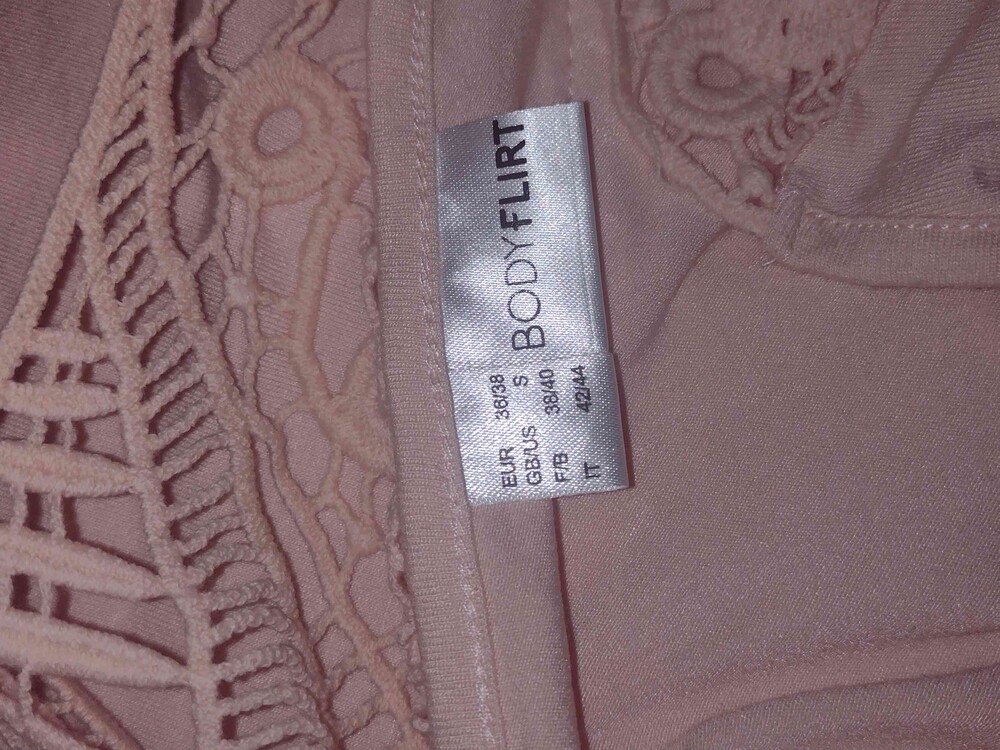 BODYFLIRT
EUR 36/38
GB/US S
F/B 38/40
IT 42/44